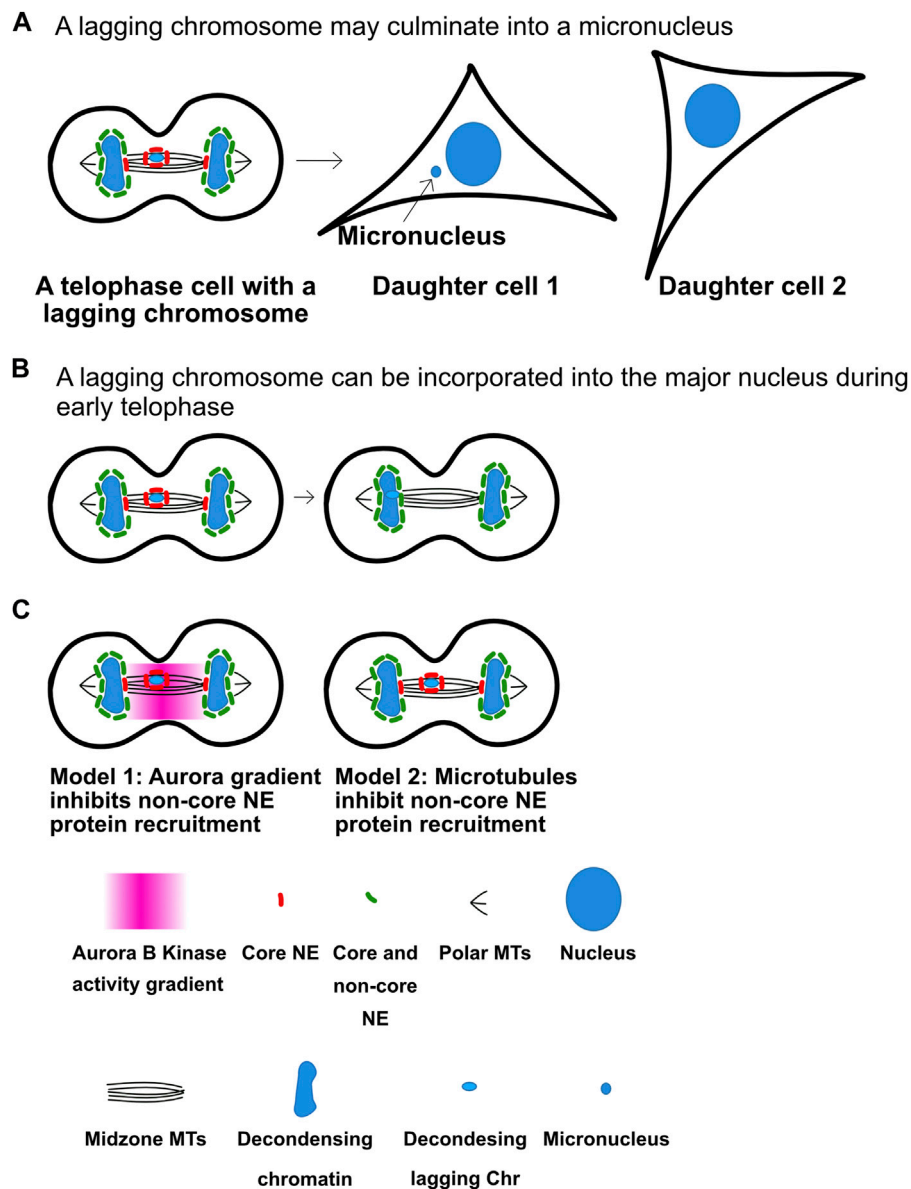 A A lagging chromosome may culminate into a micronucleus
Micronucleus
A telophase cell with a
lagging chromosome
Daughter cell 1
Daughter cell 2
B A lagging chromosome can be incorporated into the major nucleus during
early telophase
C
Model 1: Aurora gradient
inhibits non-core NE
protein recruitment
Model 2: Microtubules
inhibit non-core NE
protein recruitment
Aurora B Kinase
activity gradient
Core NE
Core and
non-core
NE
Polar MTs
Nucleus
Midzone MTs
Decondensing
chromatin
Decondesing
lagging Chr
Micronucleus